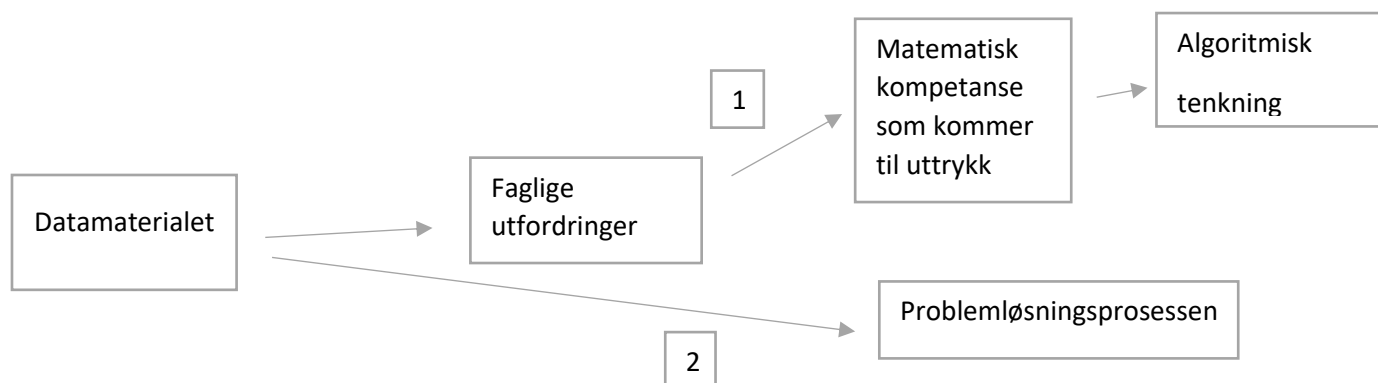 Datamaterialet
Faglige
utfordringer
1
Matematisk
kompetanse
som kommer
til uttrykk
Algoritmisk
tenkning
2
Problemløsningsprosessen